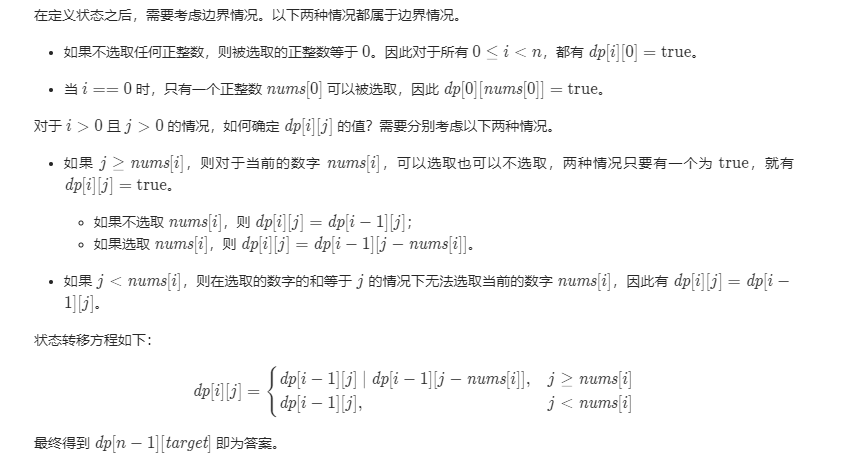 在定义状态之后，需要考虑边界情况。以下两种情况都属于边界情况。
• 如果不选取任何正整数，则被选取的正整数等于 0。因此对于所有 0 ≤ i < n，都有 dp[i][0] = true。
• 当 i == 0 时，只有一个正整数 nums[0] 可以被选取，因此 dp[0][nums[0]] = true。
对于 i > 0 且 j > 0 的情况，如何确定 dp[i][j] 的值？需要分别考虑以下两种情况。
• 如果 j ≥ nums[i]，则对于当前的数字 nums[i]，可以选取也可以不选取，两种情况只要有一个为 true，就有
dp[i][j] = true。
◦ 如果不选取 nums[i]，则 dp[i][j] = dp[i − 1][j]；
◦ 如果选取 nums[i]，则 dp[i][j] = dp[i − 1][j − nums[i]]。
• 如果 j < nums[i]，则在选取的数字的和等于 j 的情况下无法选取当前的数字 nums[i]，因此有 dp[i][j] = dp[i −
1][j]。
状态转移方程如下：
dp[i][j] = { dp[i − 1][j] | dp[i − 1][j − nums[i]], j ≥ nums[i]
dp[i − 1][j], j < nums[i]
最终得到 dp[n − 1][target] 即为答案。